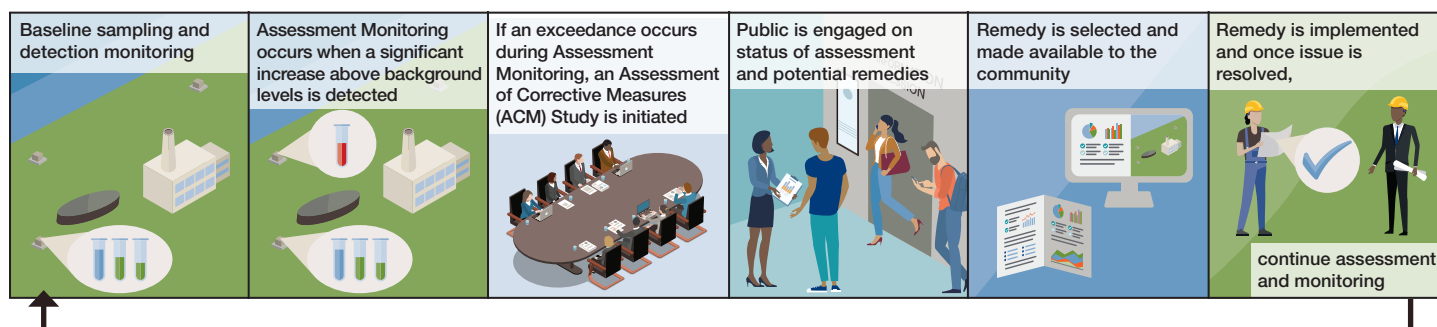 Baseline sampling and
detection monitoring
Assessment Monitoring
occurs when a significant
increase above background
levels is detected
If an exceedance occurs
during Assessment
Monitoring, an Assessment
of Corrective Measures
(ACM) Study is initiated
Public is engaged on
status of assessment
and potential remedies
Remedy is selected and
made available to the
community
Remedy is implemented
and once issue is
resolved,
continue assessment
and monitoring